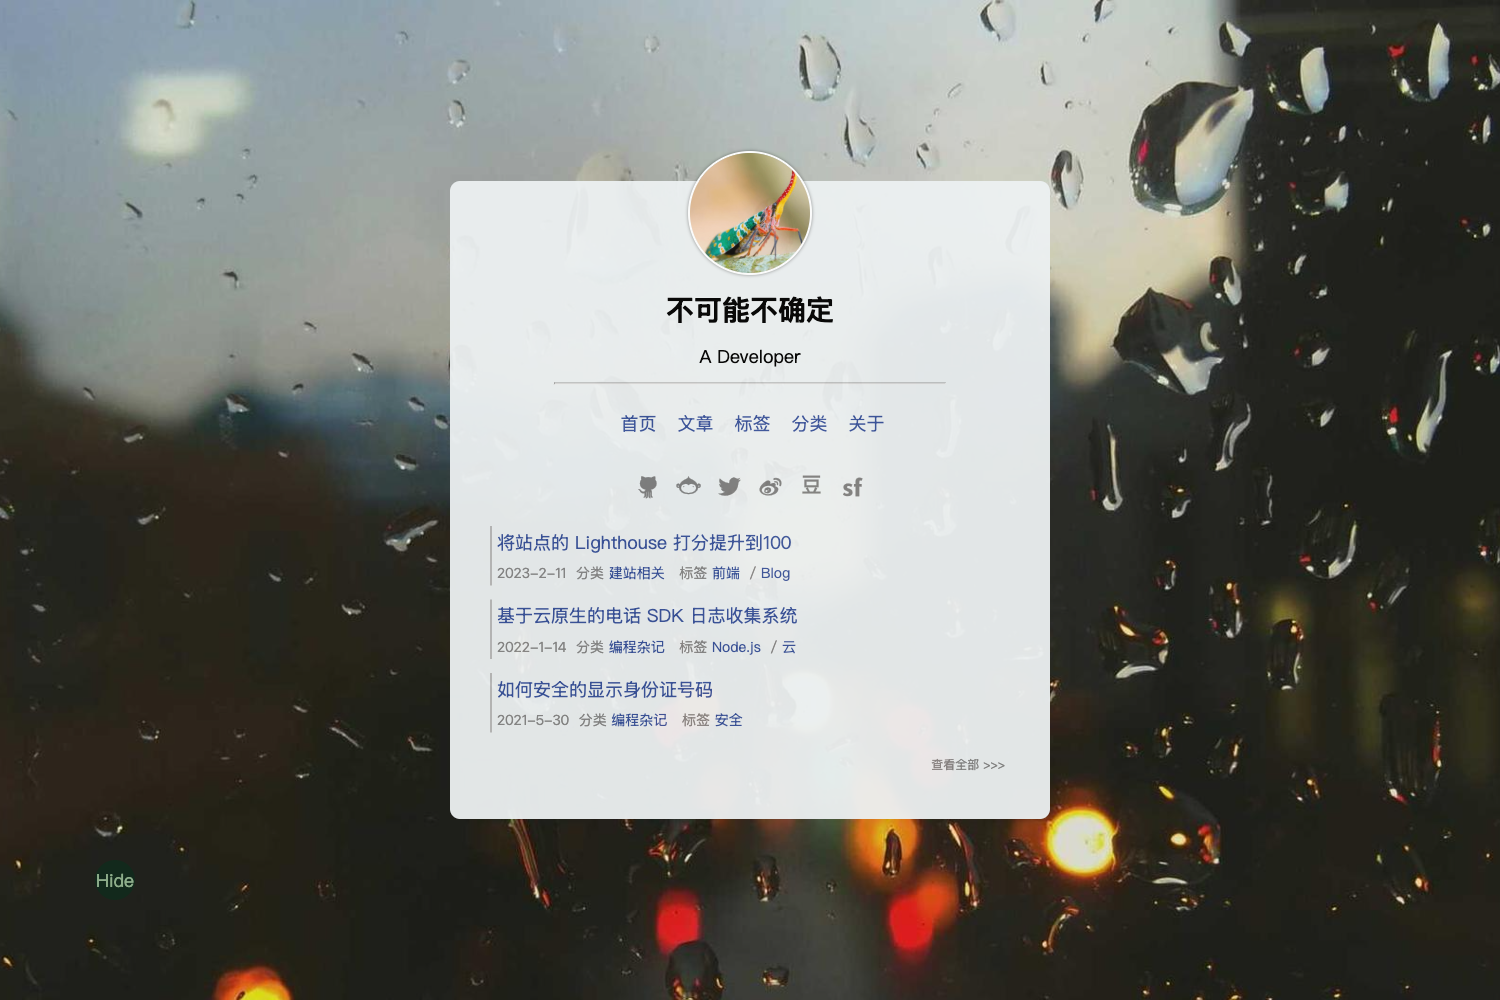 不可能不确定
A Developer
首页 文章 标签 分类 关于
豆 sf
将站点的 Lighthouse 打分提升到100
2023-2-11 分类 建站相关 标签 前端 / Blog
基于云原生的电话 SDK 日志收集系统
2022-1-14 分类 编程杂记 标签 Node.js / 云
如何安全的显示身份证号码
2021-5-30 分类 编程杂记 标签 安全
查看全部 >>>
Hide